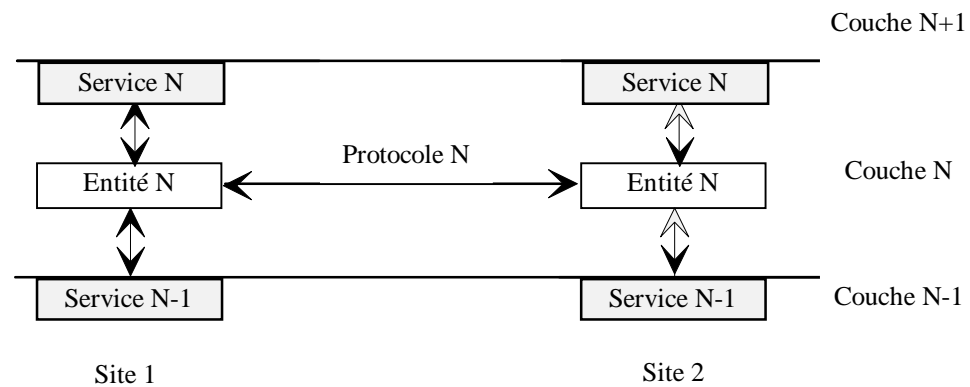 Couche N+1
Service N
Service N
Protocole N
Entité N
Entité N
Couche N
Service N-1
Service N-1
Couche N-1
Site 1
Site 2